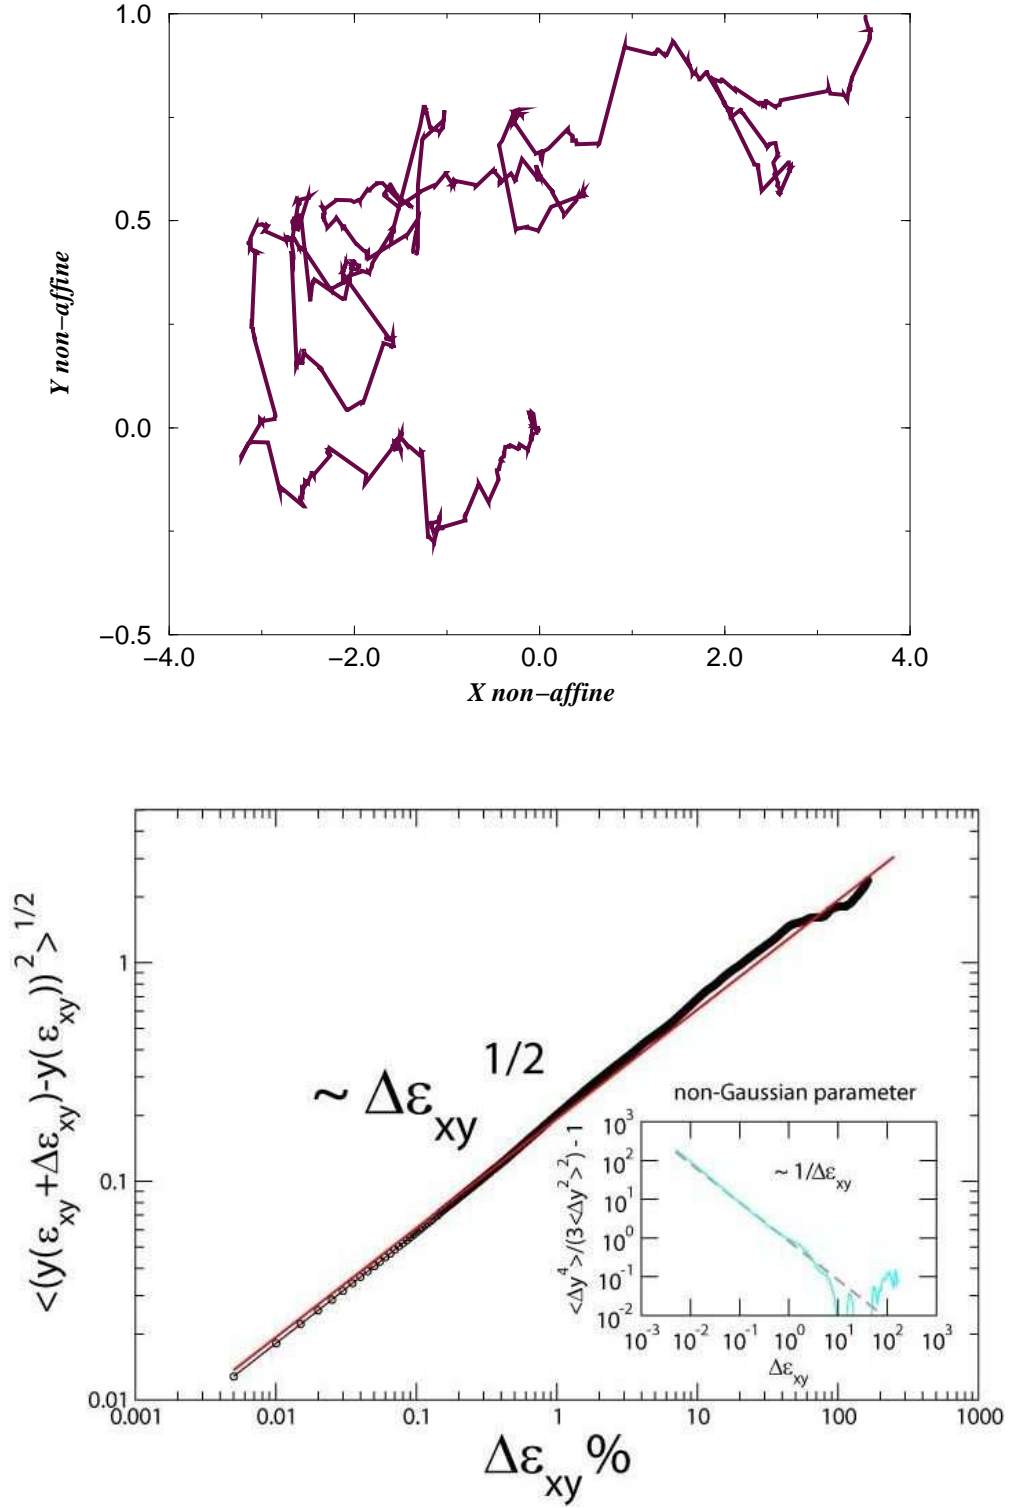 1.0
0.5
0.0
−0.5
Y non−affine
−4.0 −2.0 0.0 2.0 4.0
X non−affine
<(y(ε_xy+Δε_xy)-y(ε_xy))^2>^1/2
1
0.1
0.01
~ Δε_xy^1/2
non-Gaussian parameter
<Δy^4>/(3<Δy^2>^2) - 1
10^3
10^2
10^1
10^0
10^-1
10^-2
~ 1/Δε_xy
10^-3 10^-2 10^-1 10^0 10^1 10^2 10^3
Δε_xy
0.001 0.01 0.1 1 10 100 1000
Δε_xy%